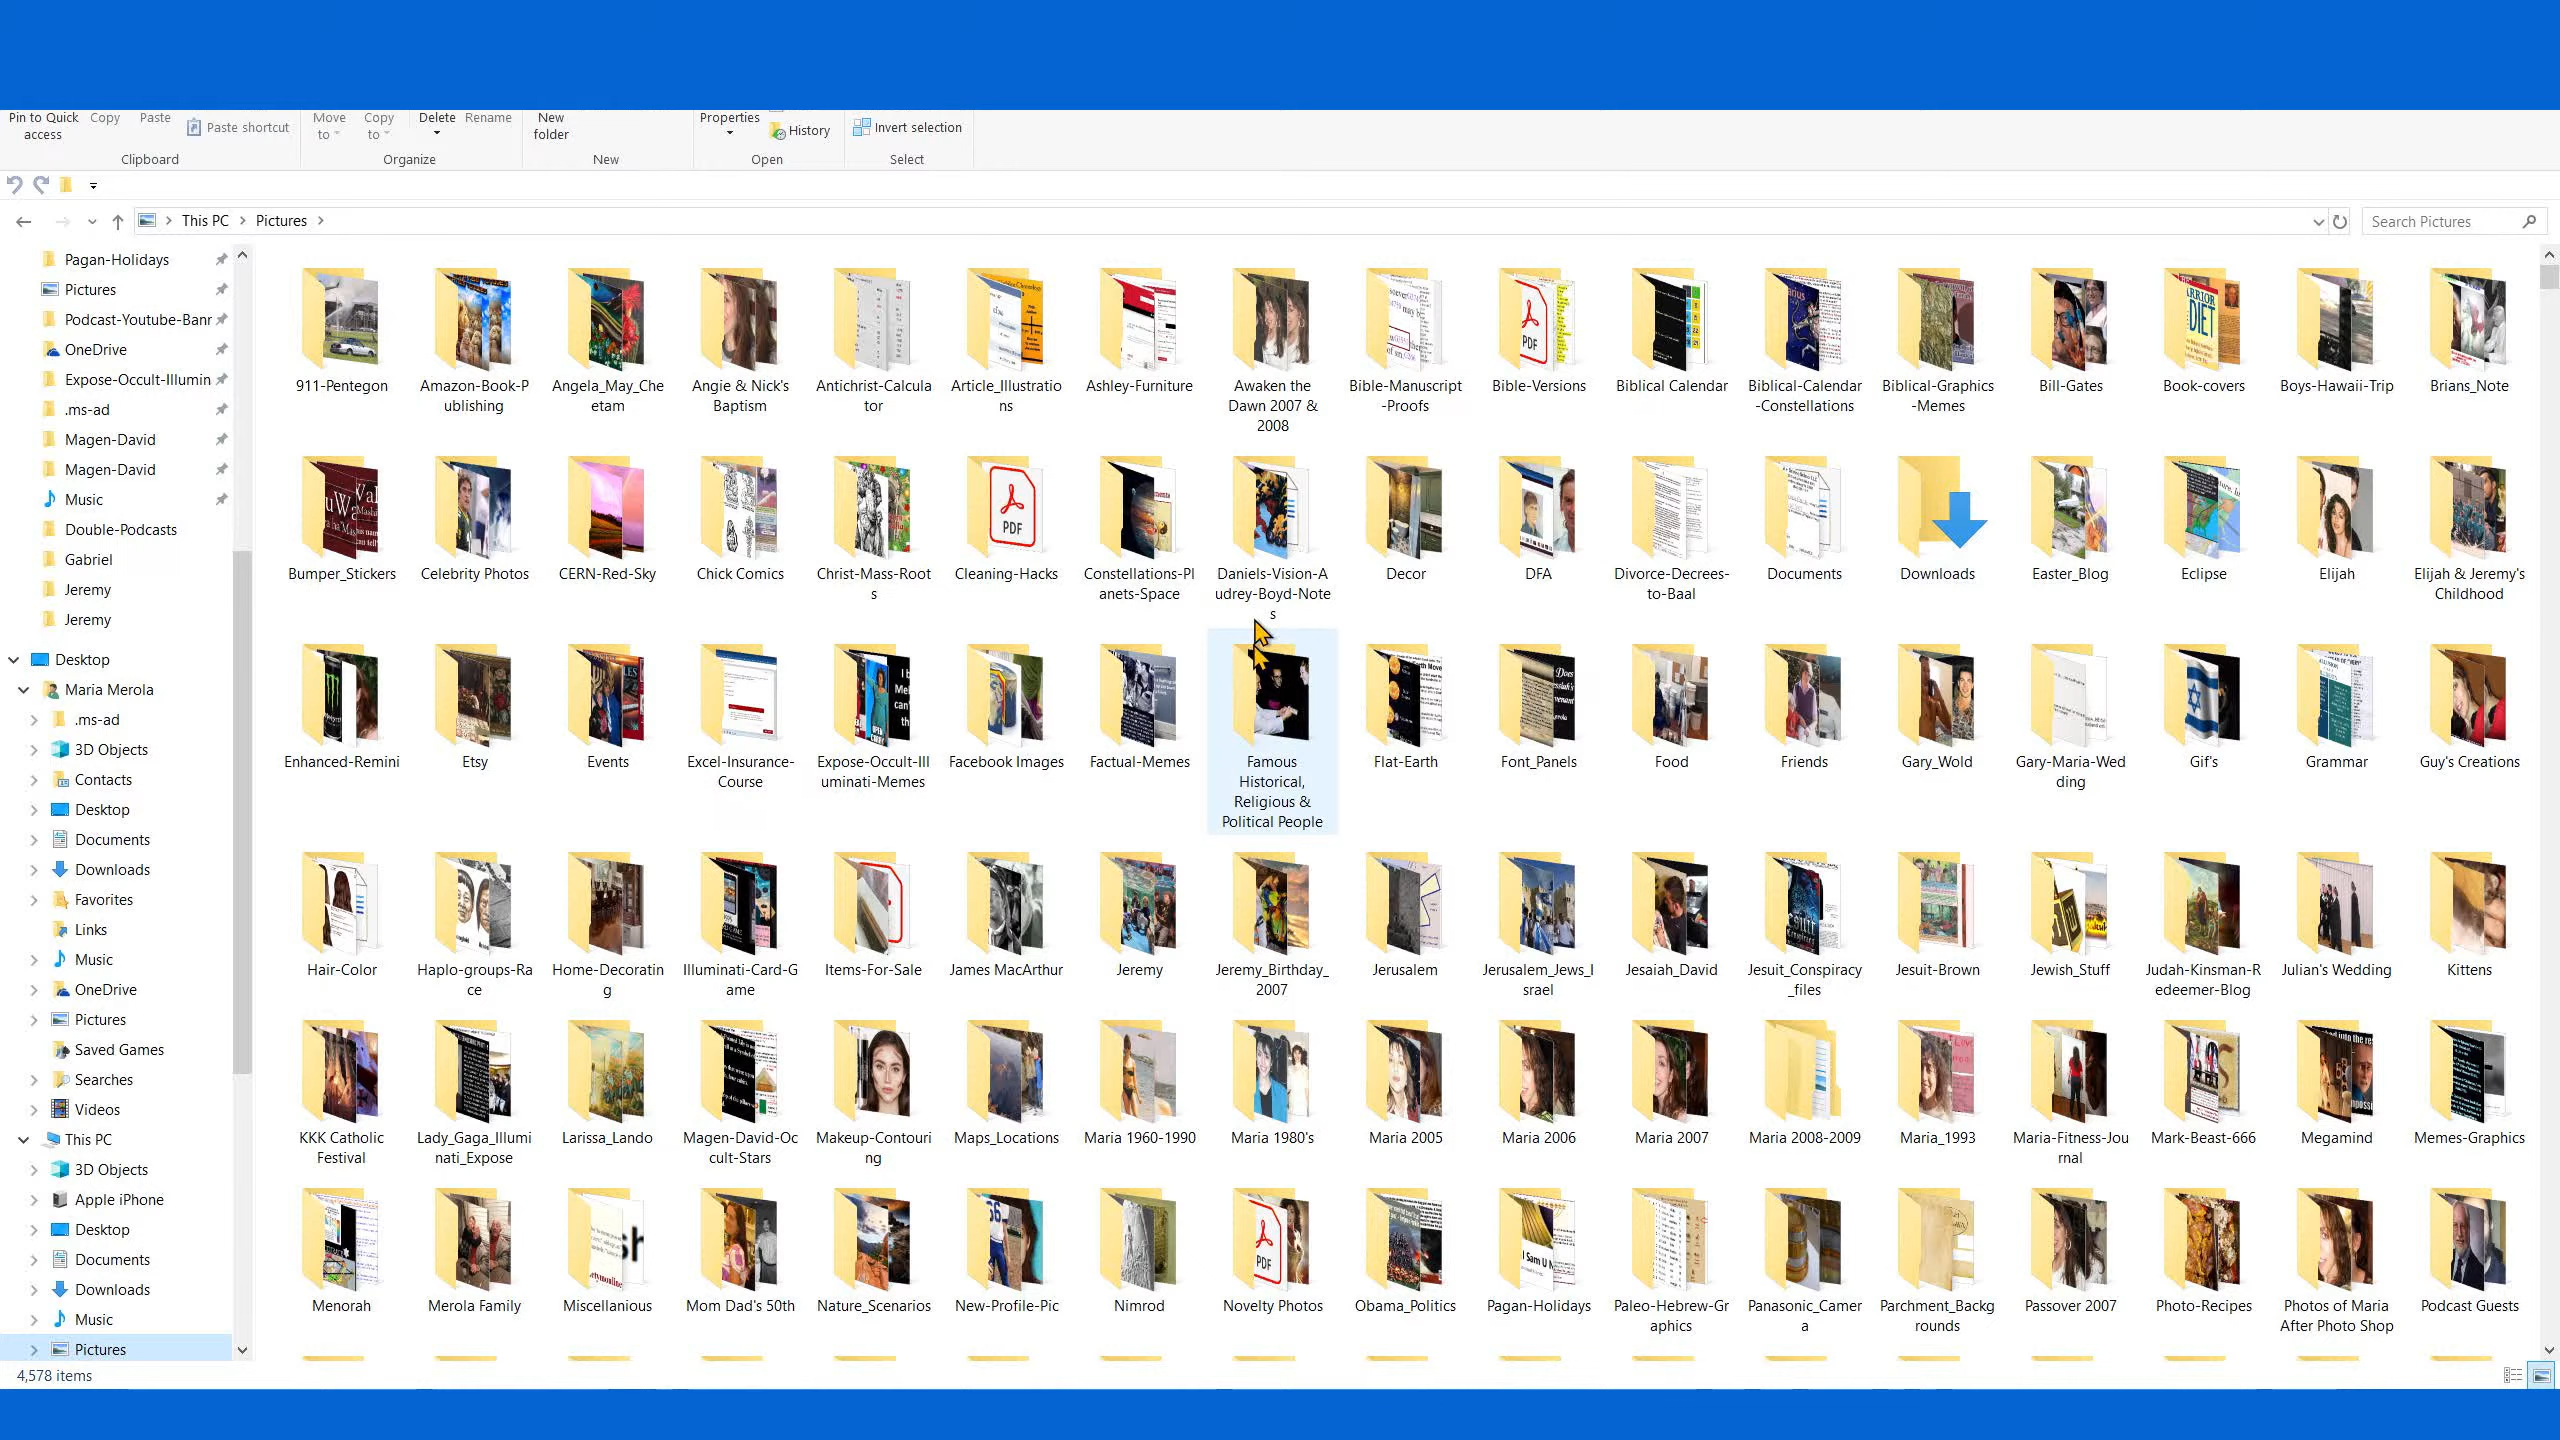 Pin to Quick access
Copy
Paste
Paste shortcut
Move to
Copy to
Delete
Rename
New folder
Properties
History
Invert selection
Clipboard
Organize
New
Open
Select
This PC
Pictures
Search Pictures
Pagan-Holidays
Pictures
Podcast-Youtube-Banr
OneDrive
Expose-Occult-Illumin
.ms-ad
Magen-David
Magen-David
Music
Double-Podcasts
Gabriel
Jeremy
Jeremy
Desktop
Maria Merola
.ms-ad
3D Objects
Contacts
Desktop
Documents
Downloads
Favorites
Links
Music
OneDrive
Pictures
Saved Games
Searches
Videos
This PC
3D Objects
Apple iPhone
Desktop
Documents
Downloads
Music
Pictures
911-Pentegon
Amazon-Book-P
ublishing
Angela_May_Che
etam
Angie & Nick's
Baptism
Antichrist-Calcula
tor
Article_Illustratio
ns
Ashley-Furniture
Awaken the
Dawn 2007 &
2008
Bible-Manuscript
-Proofs
Bible-Versions
Biblical Calendar
Biblical-Calendar
-Constellations
Biblical-Graphics
-Memes
Bill-Gates
Book-covers
Boys-Hawaii-Trip
Brians_Note
Bumper_Stickers
Celebrity Photos
CERN-Red-Sky
Chick Comics
Christ-Mass-Root
s
Cleaning-Hacks
Constellations-Pl
anets-Space
Daniels-Vision-A
udrey-Boyd-Note
s
Decor
DFA
Divorce-Decrees-
to-Baal
Documents
Downloads
Easter_Blog
Eclipse
Elijah
Elijah & Jeremy's
Childhood
Enhanced-Remini
Etsy
Events
Excel-Insurance-
Course
Expose-Occult-Ill
uminati-Memes
Facebook Images
Factual-Memes
Famous
Historical,
Religious &
Political People
Flat-Earth
Font_Panels
Food
Friends
Gary_Wold
Gary-Maria-Wed
ding
Gif's
Grammar
Guy's Creations
Hair-Color
Haplo-groups-Ra
ce
Home-Decoratin
g
Illuminati-Card-G
ame
Items-For-Sale
James MacArthur
Jeremy
Jeremy_Birthday_
2007
Jerusalem
Jerusalem_Jews_I
srael
Jesaiah_David
Jesuit_Conspiracy
_files
Jesuit-Brown
Jewish_Stuff
Judah-Kinsman-R
edeemer-Blog
Julian's Wedding
Kittens
KKK Catholic
Festival
Lady_Gaga_Illumi
nati_Expose
Larissa_Lando
Magen-David-Oc
cult-Stars
Makeup-Contouri
ng
Maps_Locations
Maria 1960-1990
Maria 1980's
Maria 2005
Maria 2006
Maria 2007
Maria 2008-2009
Maria_1993
Maria-Fitness-Jou
rnal
Mark-Beast-666
Megamind
Memes-Graphics
Menorah
Merola Family
Miscellanious
Mom Dad's 50th
Nature_Scenarios
New-Profile-Pic
Nimrod
Novelty Photos
Obama_Politics
Pagan-Holidays
Paleo-Hebrew-Gr
aphics
Panasonic_Camer
a
Parchment_Backg
rounds
Passover 2007
Photo-Recipes
Photos of Maria
After Photo Shop
Podcast Guests
4,578 items